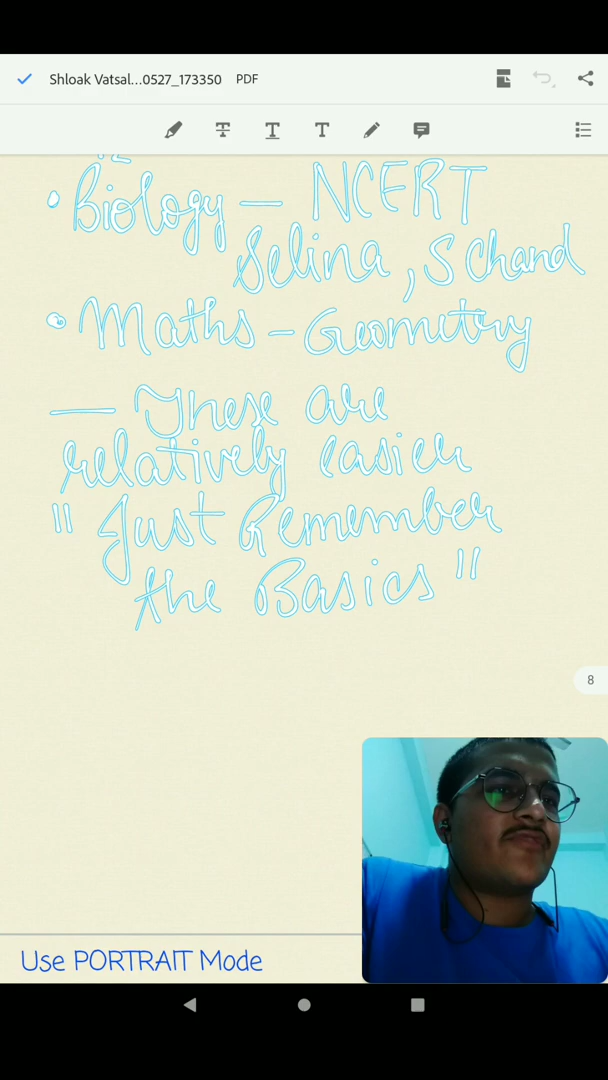 Shloak Vatsal...0527_173350 PDF
12
• Biology — NCERT
Selina, S Chand
• Maths - Geometry
— These are
relatively easier
" Just Remember
the Basics "
8
Use PORTRAIT Mode